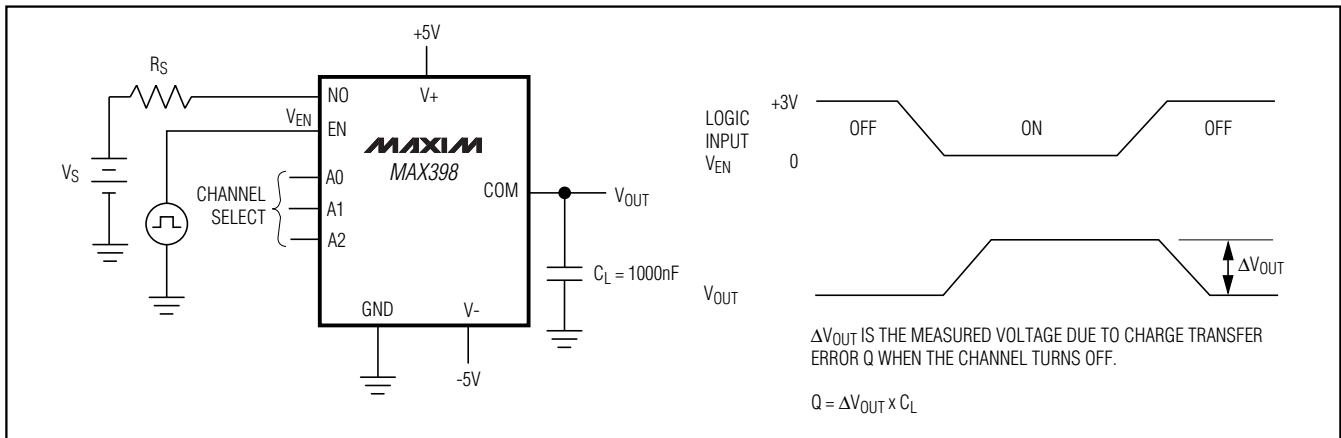 +5V
RS
NO
V+
VEN
EN
MAXIM
MAX398
VS
A0
CHANNEL
SELECT
A1
A2
COM
VOUT
CL = 1000nF
GND
V-
-5V
LOGIC
INPUT
VEN
+3V
0
OFF
ON
OFF
VOUT
ΔVOUT
ΔVOUT IS THE MEASURED VOLTAGE DUE TO CHARGE TRANSFER
ERROR Q WHEN THE CHANNEL TURNS OFF.
Q = ΔVOUT x CL